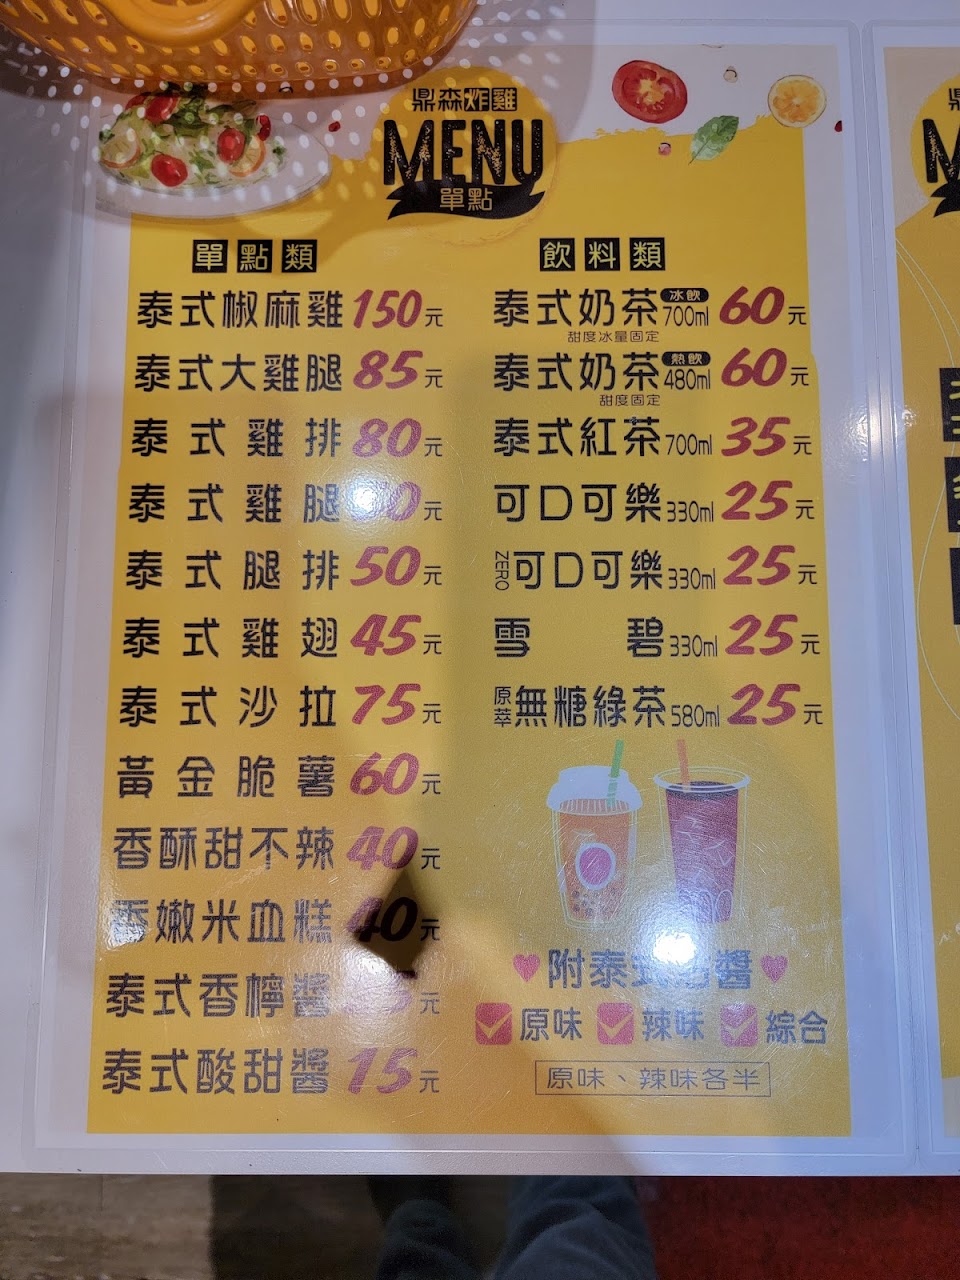 鼎森炸雞
MENU
單點
單點類
泰式椒麻雞 150元
泰式大雞腿 85元
泰式雞排 80元
泰式雞腿 元
泰式腿排 50元
泰式雞翅 45元
泰式沙拉 75元
黃金脆薯 60元
香酥甜不辣 40元
香嫩米血糕 40元
泰式香檸醬 元
泰式酸甜醬 15元
飲料類
泰式奶茶 冰飲 700ml 60元
甜度冰量固定
泰式奶茶 熱飲 480ml 60元
甜度固定
泰式紅茶 700ml 35元
可口可樂 330ml 25元
ZERO 可口可樂 330ml 25元
雪碧 330ml 25元
原萃 無糖綠茶 580ml 25元
附泰式 醬
原味 辣味 綜合
原味、辣味各半